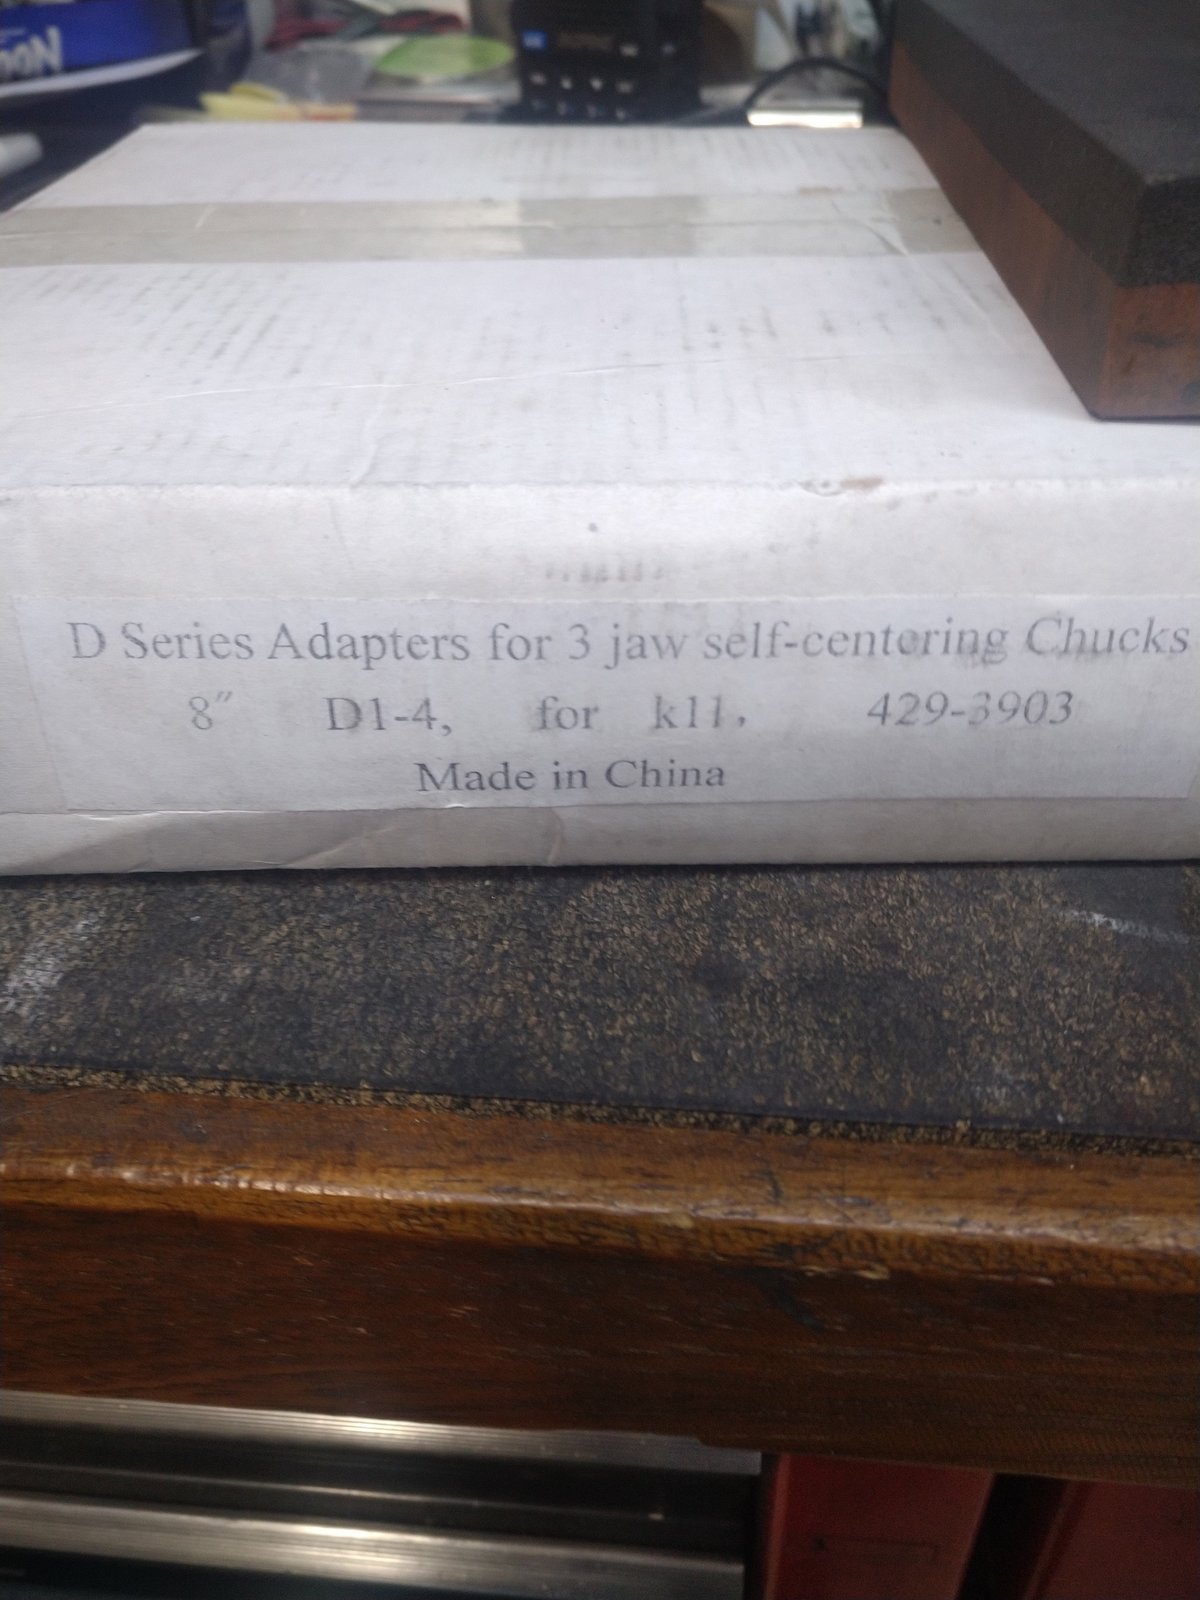 D Series Adapters for 3 jaw self-centering Chucks
8″ D1-4, for k11, 429-3903
Made in China